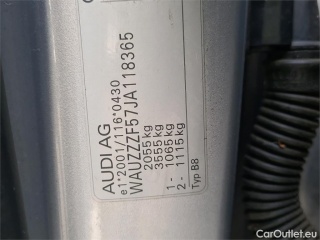 AUDI AG
e1*2001/116*0430
WAUZZZF57JA118365
2055 kg
3555 kg
1- 1065 kg
2- 1115 kg
Typ B8
CarOutlet.eu